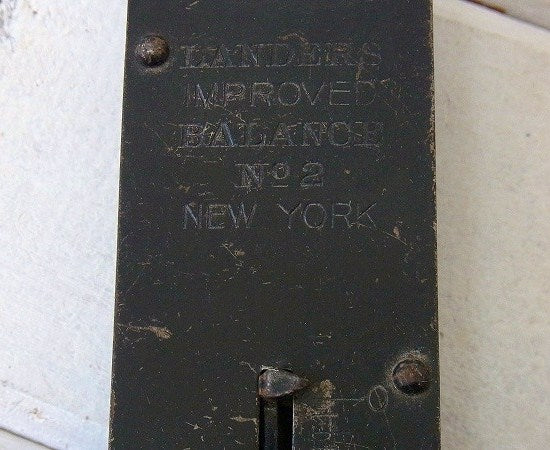 LANDERS
IMPROVED
BALANCE
No 2
NEW YORK